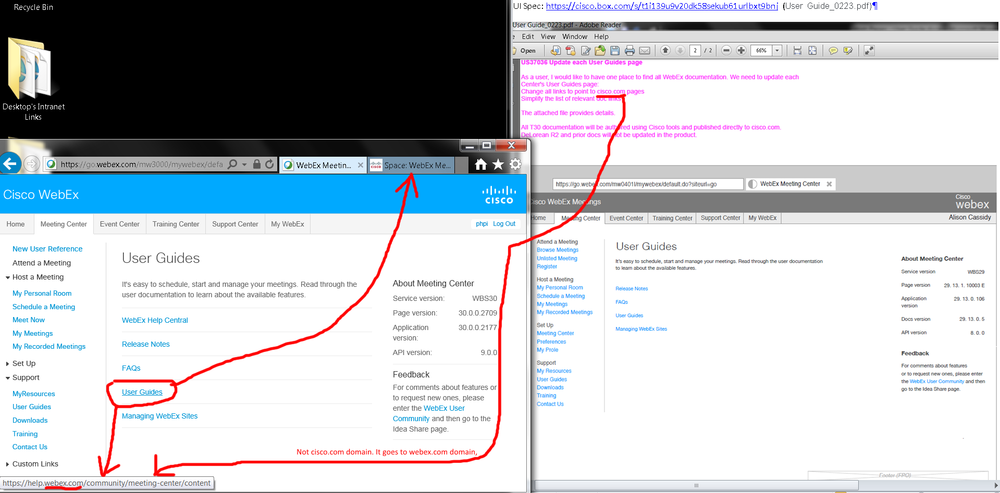 Recycle Bin
Desktop's Intranet
Links
UI Spec: https://cisco.box.com/s/t1i139u9v20dk58sekub61urlbxt9bnj (User Guide_0223.pdf)¶
User Guide_0223.pdf - Adobe Reader
e Edit View Window Help
Open 2 / 2 66%
US37036 Update each User Guides page
As a user, I would like to have one place to find all WebEx documentation. We need to update each
Center's User Guides page:
Change all links to point to cisco.com pages
Simplify the list of relevant doc links
The attached file provides details.
All T30 documentation will be authored using Cisco tools and published directly to cisco.com.
DeLorean R2 and prior docs will not be updated in the product.
https://go.webex.com/mw3000/mywebex/defa
WebEx Meetin...
CISCO
Space: WebEx Me...
Cisco WebEx
CISCO
Home
Meeting Center
Event Center
Training Center
Support Center
My WebEx
phpi Log Out
New User Reference
Attend a Meeting
Host a Meeting
My Personal Room
Schedule a Meeting
Meet Now
My Meetings
My Recorded Meetings
Set Up
Support
MyResources
User Guides
Downloads
Training
Contact Us
Custom Links
User Guides
It's easy to schedule, start and manage your meetings. Read through the
user documentation to learn about the available features.
WebEx Help Central
Release Notes
FAQs
User Guides
Managing WebEx Sites
About Meeting Center
Service version: WBS30
Page version: 30.0.0.2709
Application 30.0.0.2177
version:
API version: 9.0.0
Feedback
For comments about features or
to request new ones, please
enter the WebEx User
Community and then go to the
Idea Share page.
Not cisco.com domain. It goes to webex.com domain,
https://help.webex.com/community/meeting-center/content
https://go.webex.com/mw0401l/mywebex/default.do?siteurl=go
WebEx Meeting Center
isco WebEx Meetings
Cisco
webex
Home
Meeting Center
Event Center
Training Center
Support Center
My WebEx
Alison Cassidy
Attend a Meeting
Browse Meetings
Unlisted Meeting
Register
Host a Meeting
My Personal Room
Schedule a Meeting
My Meetings
My Recorded Meetings
Set Up
Meeting Center
Preferences
My Prole
Support
My Resources
User Guides
Downloads
Training
Contact Us
User Guides
It's easy to schedule, start and manage your meetings. Read through the user documentation
to learn about the available features.
Release Notes
FAQs
User Guides
Managing WebEx Sites
About Meeting Center
Service version WBS29
Page version 29. 13. 1. 10003 E
Application 29. 13. 0. 106
version
Docs version 29. 13. 0. 5
API version 8. 0. 0
Feedback
For comments about features
or to request new ones, please enter
the WebEx User Community and then
go to the Idea Share page.
Footer (FPO)